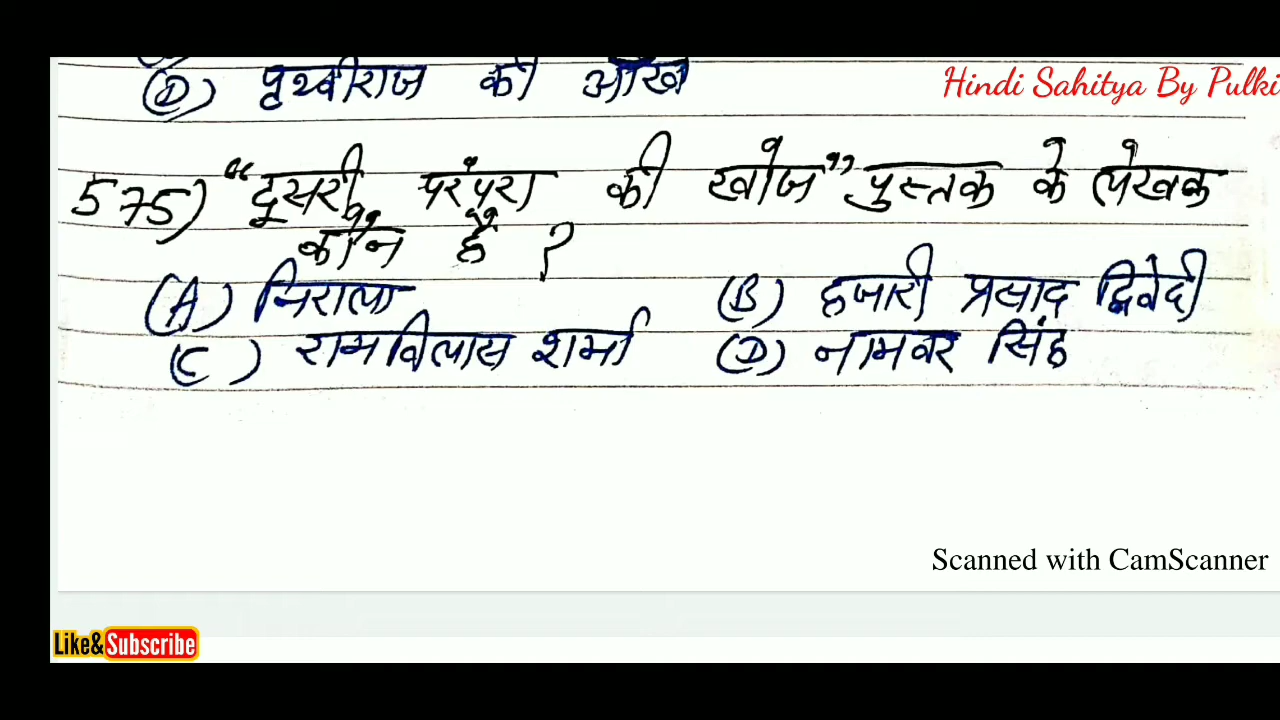 (D) पृथ्वीराज की आँखे
Hindi Sahitya By Pulki
575) "दूसरी परंपरा की खोज" पुस्तक के लेखक
कौन है ?
(A) निराला (B) हजारी प्रसाद द्विवेदी
(C) रामविलास शर्मा (D) नामवर सिंह
Scanned with CamScanner
Like& Subscribe